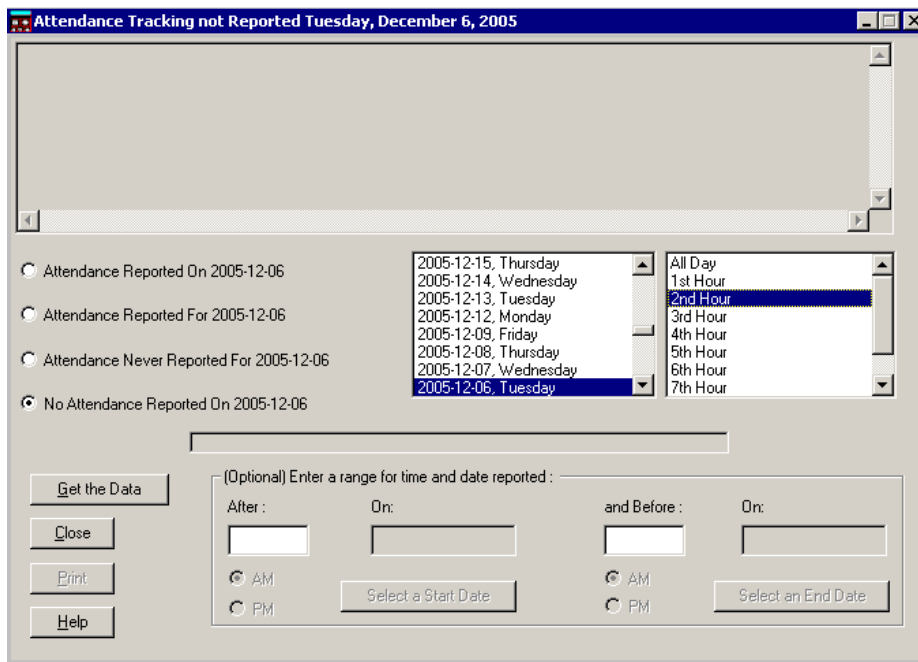 Attendance Tracking not Reported Tuesday, December 6, 2005
Attendance Reported On 2005-12-06
Attendance Reported For 2005-12-06
Attendance Never Reported For 2005-12-06
No Attendance Reported On 2005-12-06
2005-12-15, Thursday
2005-12-14, Wednesday
2005-12-13, Tuesday
2005-12-12, Monday
2005-12-09, Friday
2005-12-08, Thursday
2005-12-07, Wednesday
2005-12-06, Tuesday
All Day
1st Hour
2nd Hour
3rd Hour
4th Hour
5th Hour
6th Hour
7th Hour
Get the Data
Close
Print
Help
(Optional) Enter a range for time and date reported :
After : On: and Before : On:
AM AM
PM Select a Start Date PM Select an End Date